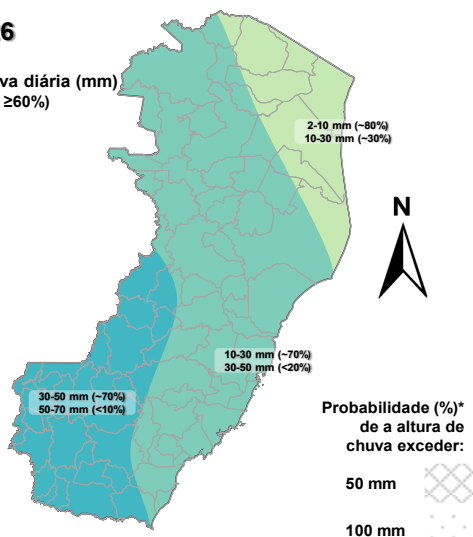 26
va diária (mm)
≥60%)
2-10 mm (~80%)
10-30 mm (~30%)
N
10-30 mm (~70%)
30-50 mm (<20%)
30-50 mm (~70%)
50-70 mm (<10%)
Probabilidade (%)*
de a altura de
chuva exceder:
50 mm
100 mm